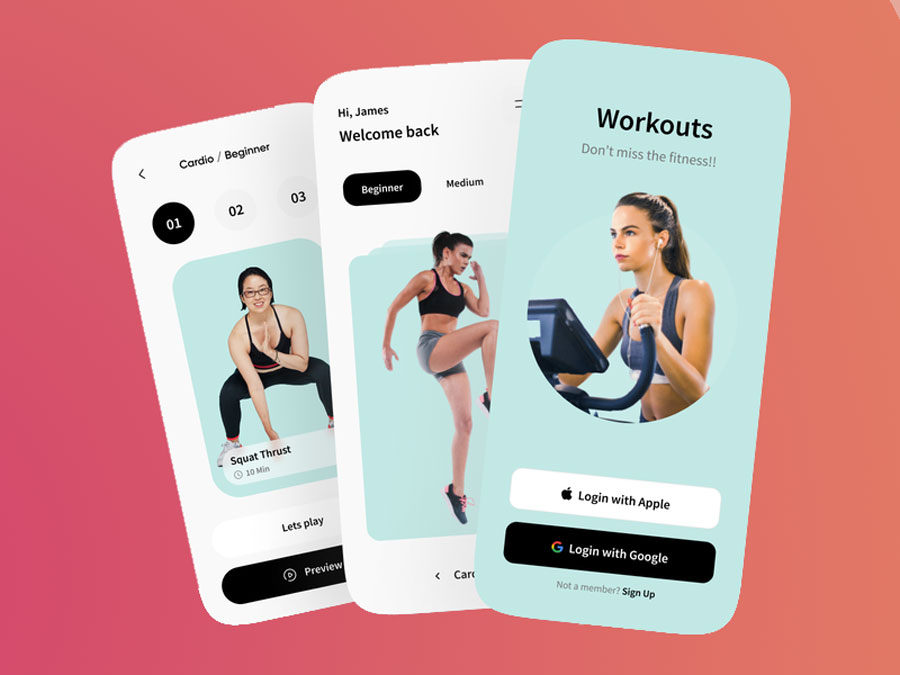 Cardio / Beginner
01
02
03
Squat Thrust
10 Min
Lets play
Preview
Hi, James
Welcome back
Beginner
Medium
Workouts
Don't miss the fitness!!
Login with Apple
Login with Google
Not a member? Sign Up